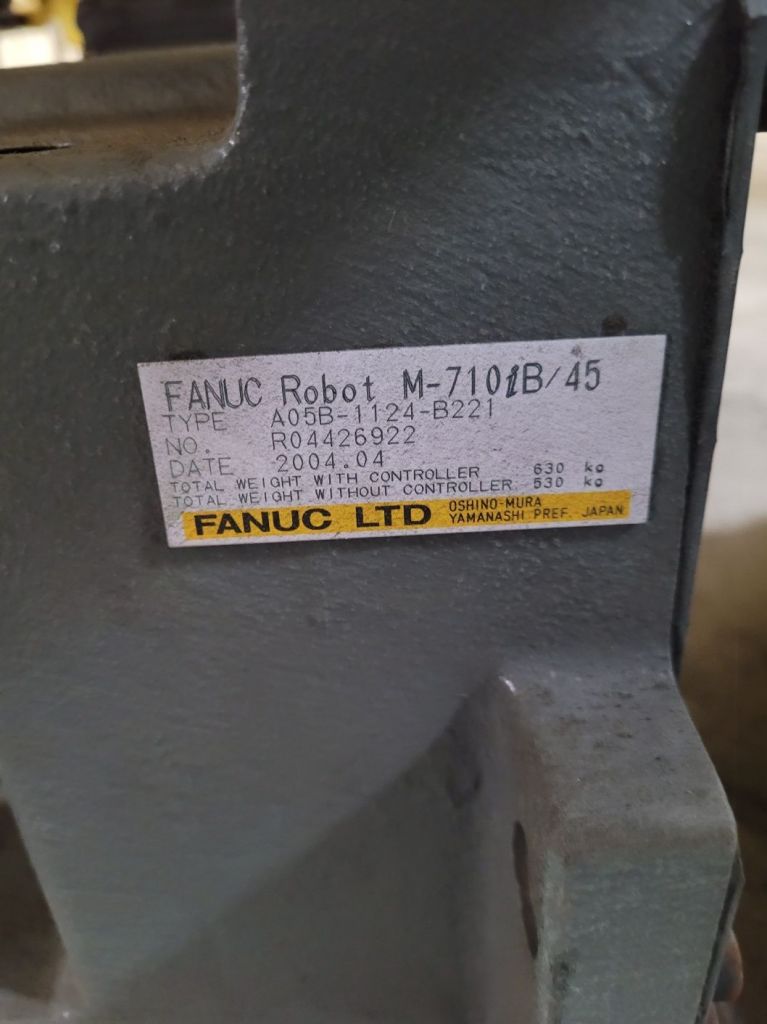 FANUC Robot M-710iB/45
TYPE A05B-1124-B221
NO. R04426922
DATE 2004.04
TOTAL WEIGHT WITH CONTROLLER 630 kg
TOTAL WEIGHT WITHOUT CONTROLLER 530 kg
FANUC LTD OSHINO-MURA
YAMANASHI PREF. JAPAN